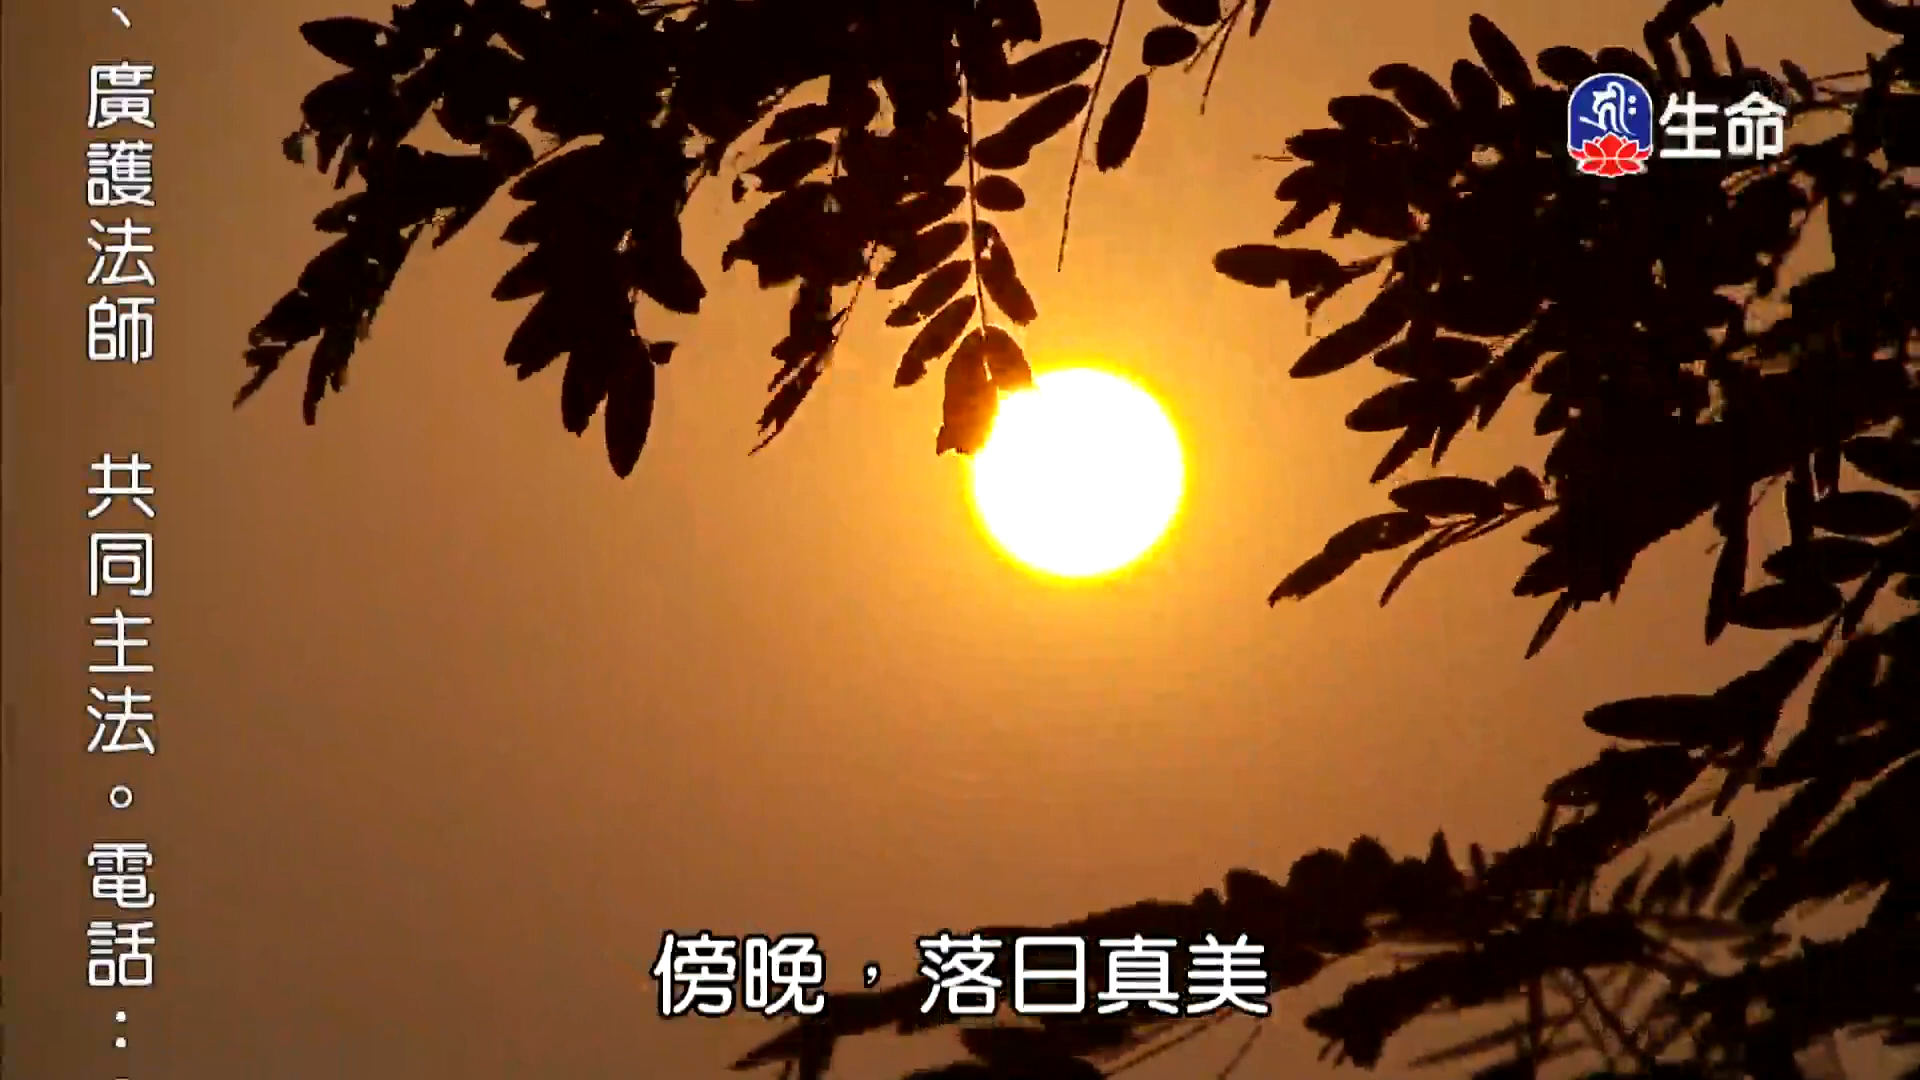 、廣護法師　共同主法。電話：
生命
傍晚，落日真美